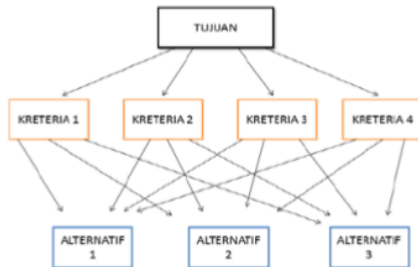 TUJUAN
KRETERIA 1
KRETERIA 2
KRETERIA 3
KRETERIA 4
ALTERNATIF
1
ALTERNATIF
2
ALTERNATIF
3